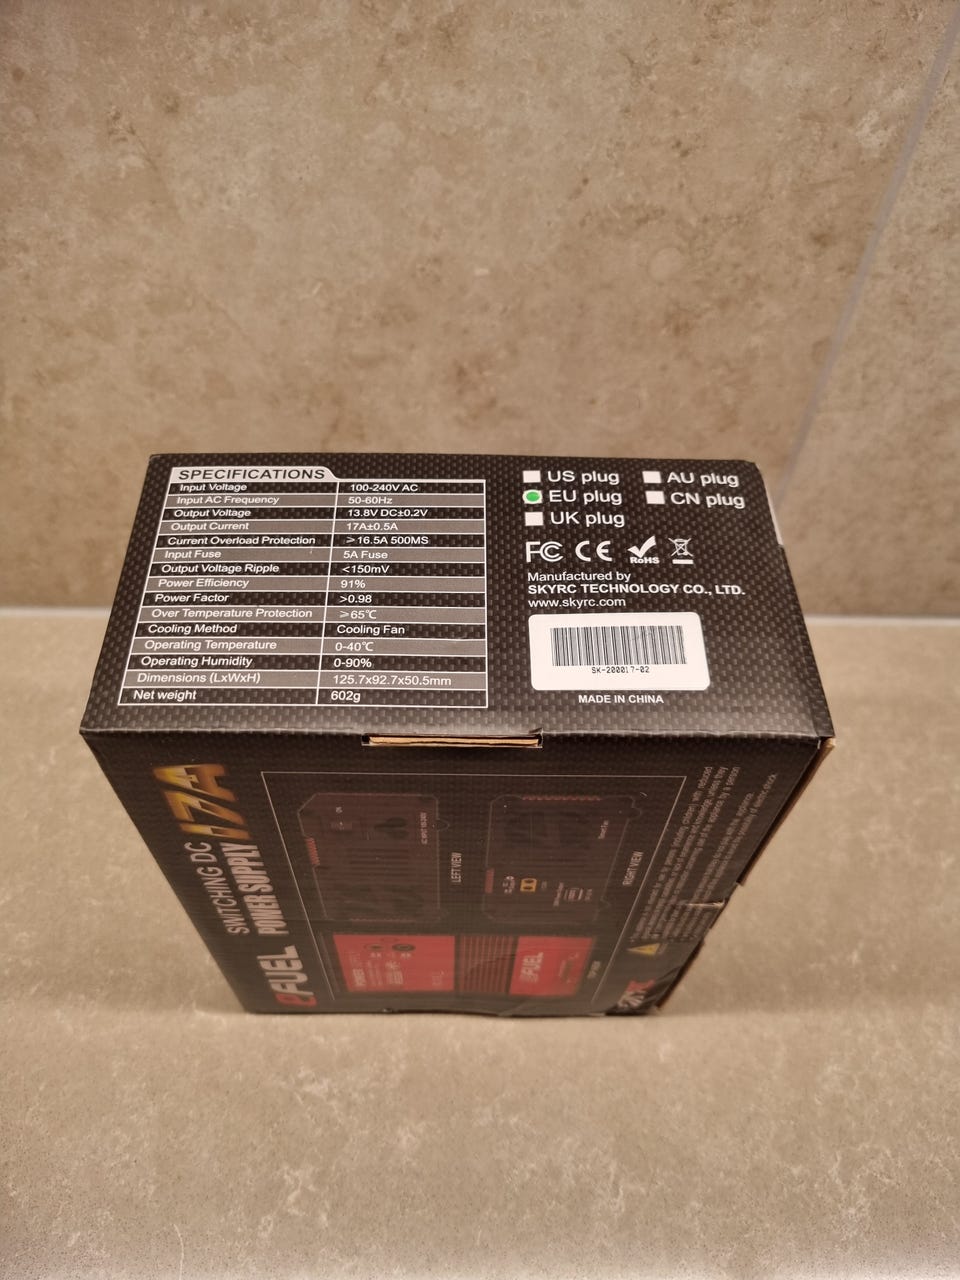 SPECIFICATIONS
Input Voltage 100-240V AC
Input AC Frequency 50-60Hz
Output Voltage 13.8V DC±0.2V
Output Current 17A±0.5A
Current Overload Protection ≥16.5A 500MS
Input Fuse 5A Fuse
Output Voltage Ripple <150mV
Power Efficiency 91%
Power Factor >0.98
Over Temperature Protection ≥65℃
Cooling Method Cooling Fan
Operating Temperature 0-40℃
Operating Humidity 0-90%
Dimensions (LxWxH) 125.7x92.7x50.5mm
Net weight 602g
US plug AU plug
EU plug CN plug
UK plug
FC CE RoHS
Manufactured by
SKYRC TECHNOLOGY CO., LTD.
www.skyrc.com
SK-200017-02
MADE IN CHINA
eFUEL
SWITCHING DC
POWER SUPPLY 17A
LEFT VIEW
RIGHT VIEW
eFUEL